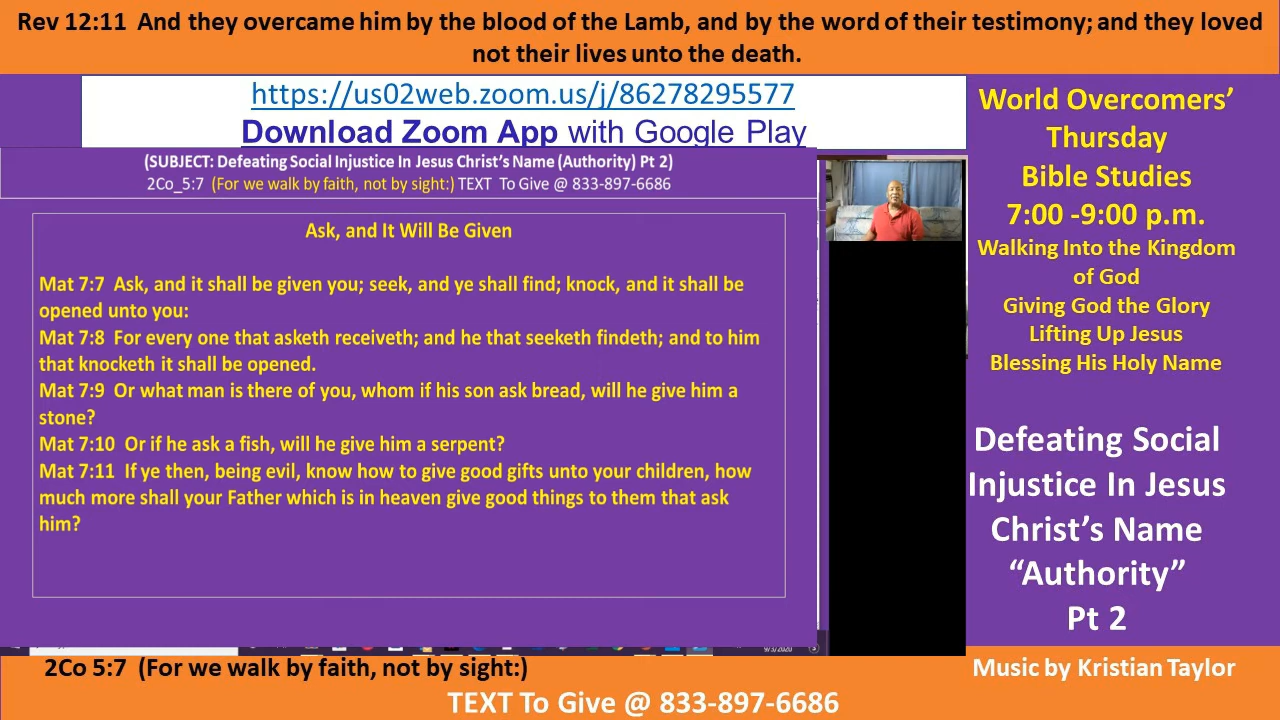 Rev 12:11  And they overcame him by the blood of the Lamb, and by the word of their testimony; and they loved
not their lives unto the death.
https://us02web.zoom.us/j/86278295577
Download Zoom App with Google Play
(SUBJECT: Defeating Social Injustice In Jesus Christ's Name (Authority) Pt 2)
2Co_5:7  (For we walk by faith, not by sight:) TEXT  To Give @ 833-897-6686
Ask, and It Will Be Given
Mat 7:7  Ask, and it shall be given you; seek, and ye shall find; knock, and it shall be
opened unto you:
Mat 7:8  For every one that asketh receiveth; and he that seeketh findeth; and to him
that knocketh it shall be opened.
Mat 7:9  Or what man is there of you, whom if his son ask bread, will he give him a
stone?
Mat 7:10  Or if he ask a fish, will he give him a serpent?
Mat 7:11  If ye then, being evil, know how to give good gifts unto your children, how
much more shall your Father which is in heaven give good things to them that ask
him?
World Overcomers'
Thursday
Bible Studies
7:00 -9:00 p.m.
Walking Into the Kingdom
of God
Giving God the Glory
Lifting Up Jesus
Blessing His Holy Name
Defeating Social
Injustice In Jesus
Christ's Name
“Authority”
Pt 2
9/3/2020
2Co 5:7  (For we walk by faith, not by sight:)
Music by Kristian Taylor
TEXT To Give @ 833-897-6686